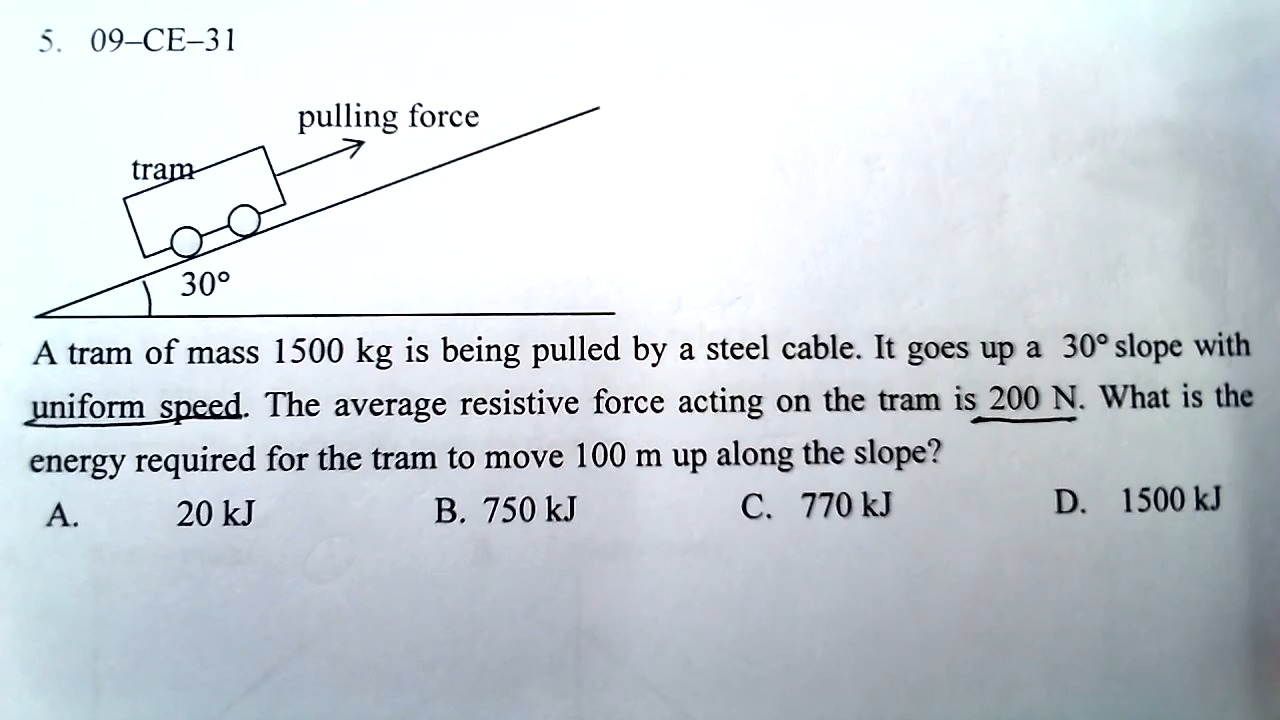 5. 09–CE–31
pulling force
tram
30°
A tram of mass 1500 kg is being pulled by a steel cable. It goes up a 30° slope with
uniform speed. The average resistive force acting on the tram is 200 N. What is the
energy required for the tram to move 100 m up along the slope?
A. 20 kJ B. 750 kJ C. 770 kJ D. 1500 kJ